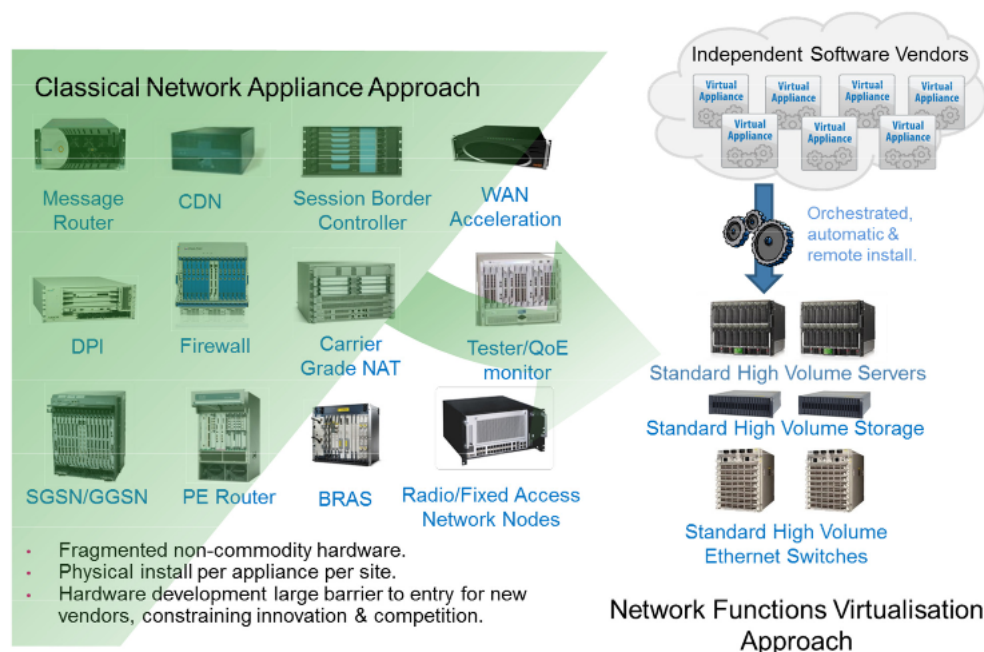 Classical Network Appliance Approach
Message
Router
CDN
Session Border
Controller
WAN
Acceleration
DPI
Firewall
Carrier
Grade NAT
Tester/QoE
monitor
SGSN/GGSN
PE Router
BRAS
Radio/Fixed Access
Network Nodes
• Fragmented non-commodity hardware.
• Physical install per appliance per site.
• Hardware development large barrier to entry for new
vendors, constraining innovation & competition.
Independent Software Vendors
Virtual
Appliance
Virtual
Appliance
Virtual
Appliance
Virtual
Appliance
Virtual
Appliance
Virtual
Appliance
Virtual
Appliance
Orchestrated,
automatic &
remote install.
Standard High Volume Servers
Standard High Volume Storage
Standard High Volume
Ethernet Switches
Network Functions Virtualisation
Approach